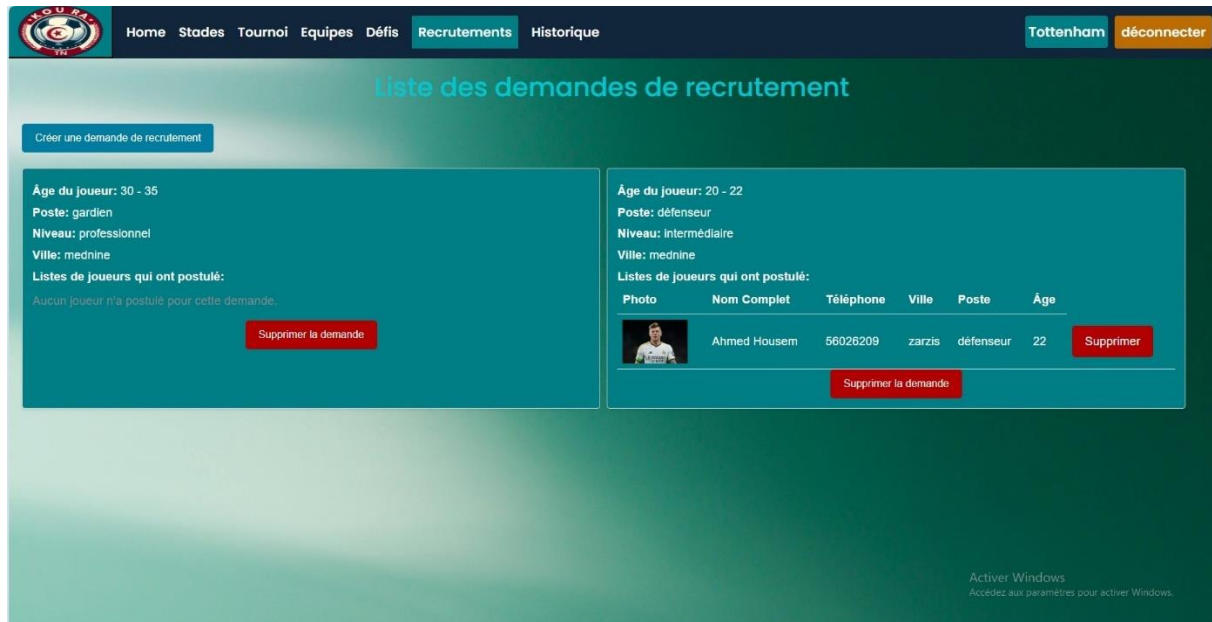 KOURA
TN
Home Stades Tournoi Equipes Défis Recrutements Historique Tottenham déconnecter
Liste des demandes de recrutement
Créer une demande de recrutement
Âge du joueur: 30 - 35
Poste: gardien
Niveau: professionnel
Ville: mednine
Listes de joueurs qui ont postulé:
Aucun joueur n'a postulé pour cette demande.
Supprimer la demande
Âge du joueur: 20 - 22
Poste: défenseur
Niveau: intermédiaire
Ville: mednine
Listes de joueurs qui ont postulé:
Photo Nom Complet Téléphone Ville Poste Âge
Ahmed Housem 56026209 zarzis défenseur 22 Supprimer
Supprimer la demande
Activer Windows
Accédez aux paramètres pour activer Windows.